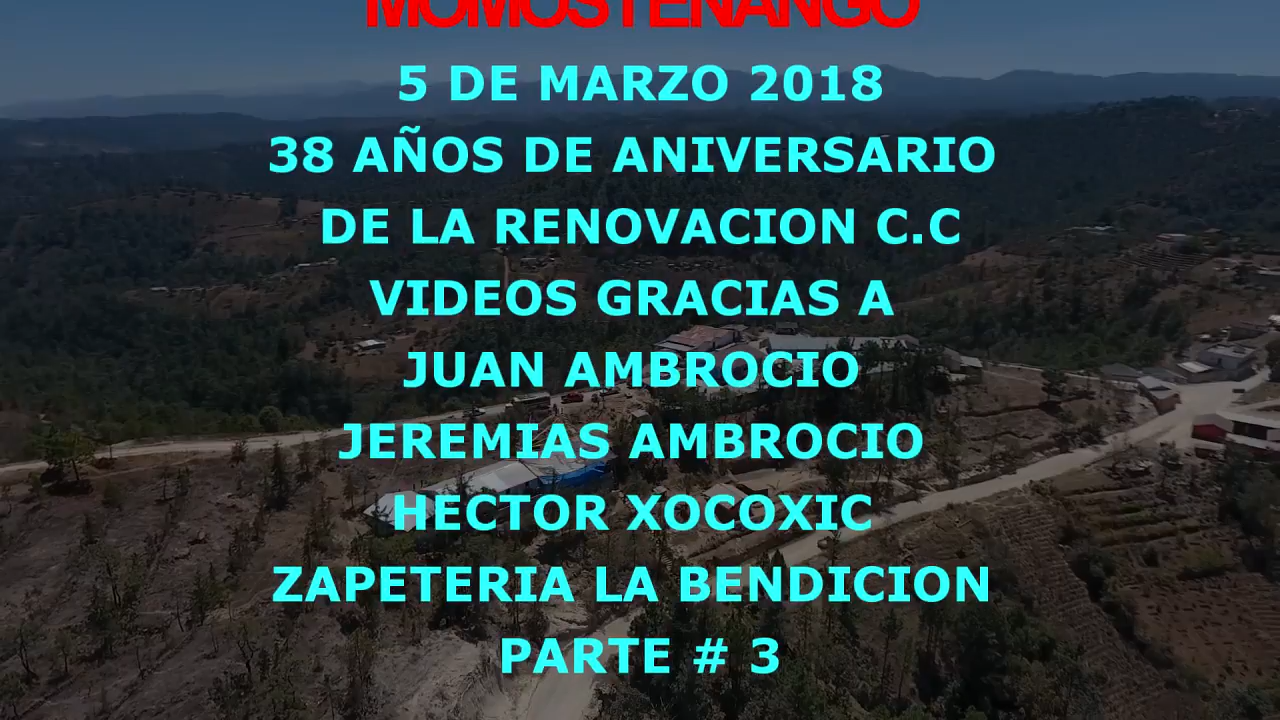 MOMOSTENANGO
5 DE MARZO 2018
38 AÑOS DE ANIVERSARIO
DE LA RENOVACION C.C
VIDEOS GRACIAS A
JUAN AMBROCIO
JEREMIAS AMBROCIO
HECTOR XOCOXIC
ZAPETERIA LA BENDICION
PARTE # 3